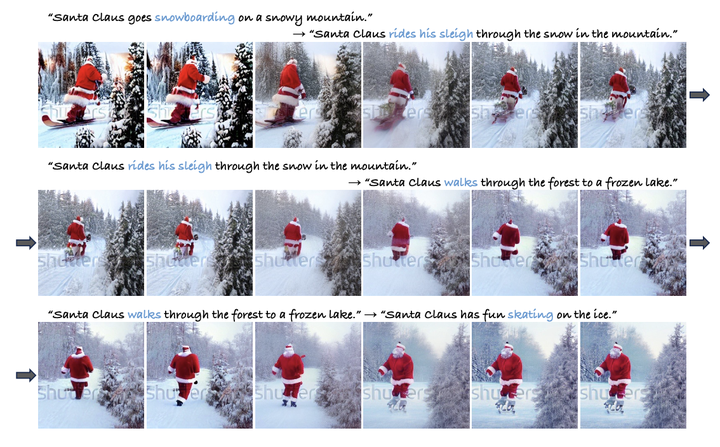 "Santa Claus goes snowboarding on a snowy mountain."
→ "Santa Claus rides his sleigh through the snow in the mountain."
"Santa Claus rides his sleigh through the snow in the mountain."
→ "Santa Claus walks through the forest to a frozen lake."
"Santa Claus walks through the forest to a frozen lake." → "Santa Claus has fun skating on the ice."